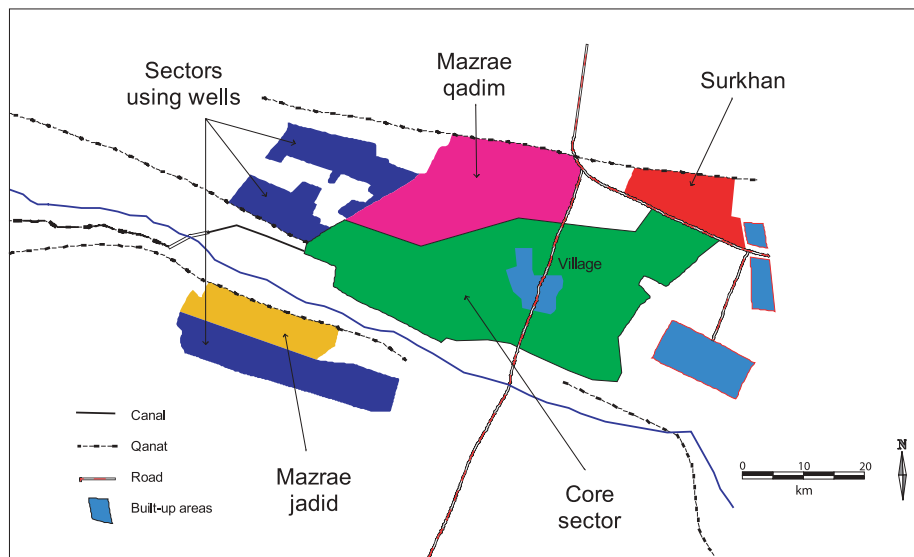 Sectors
using wells
Mazrae
qadim
Surkhan
Village
Canal
Qanat
Road
Built-up areas
Mazrae
jadid
Core
sector
0 10 20
km
N